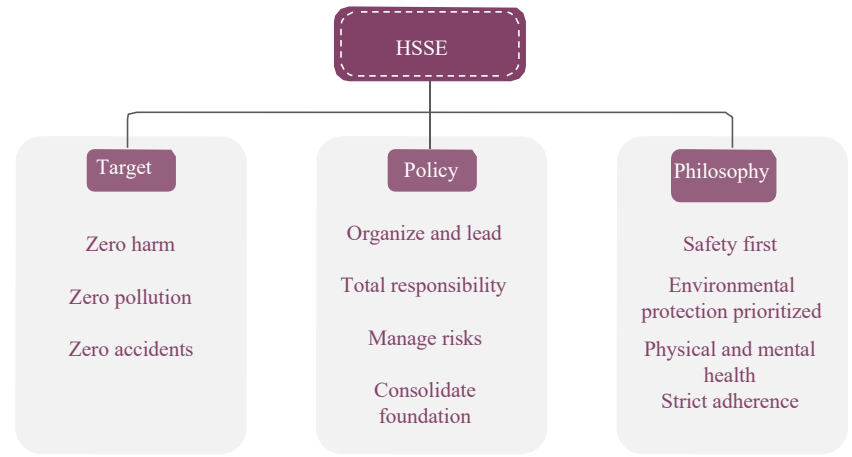 HSSE
Target
Zero harm
Zero pollution
Zero accidents
Policy
Organize and lead
Total responsibility
Manage risks
Consolidate
foundation
Philosophy
Safety first
Environmental
protection prioritized
Physical and mental
health
Strict adherence